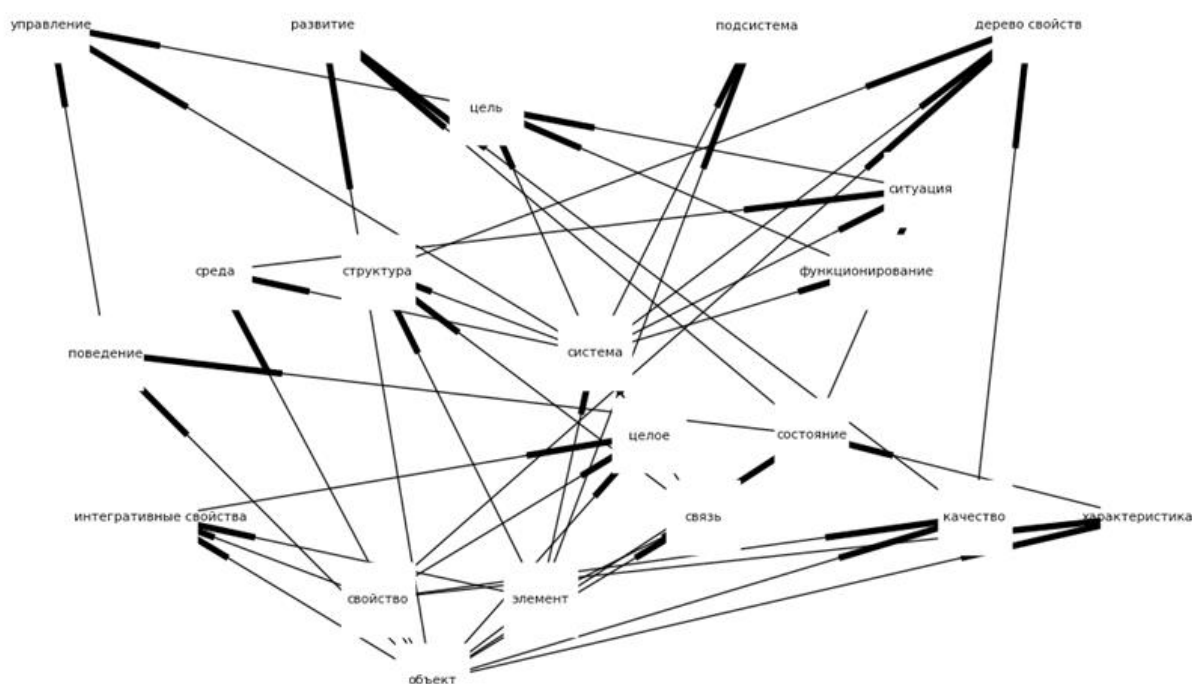 управление
развитие
подсистема
дерево свойств
цель
ситуация
среда
структура
функционирование
система
поведение
целое
состояние
интегративные свойства
связь
качество
характеристика
свойство
элемент
объект